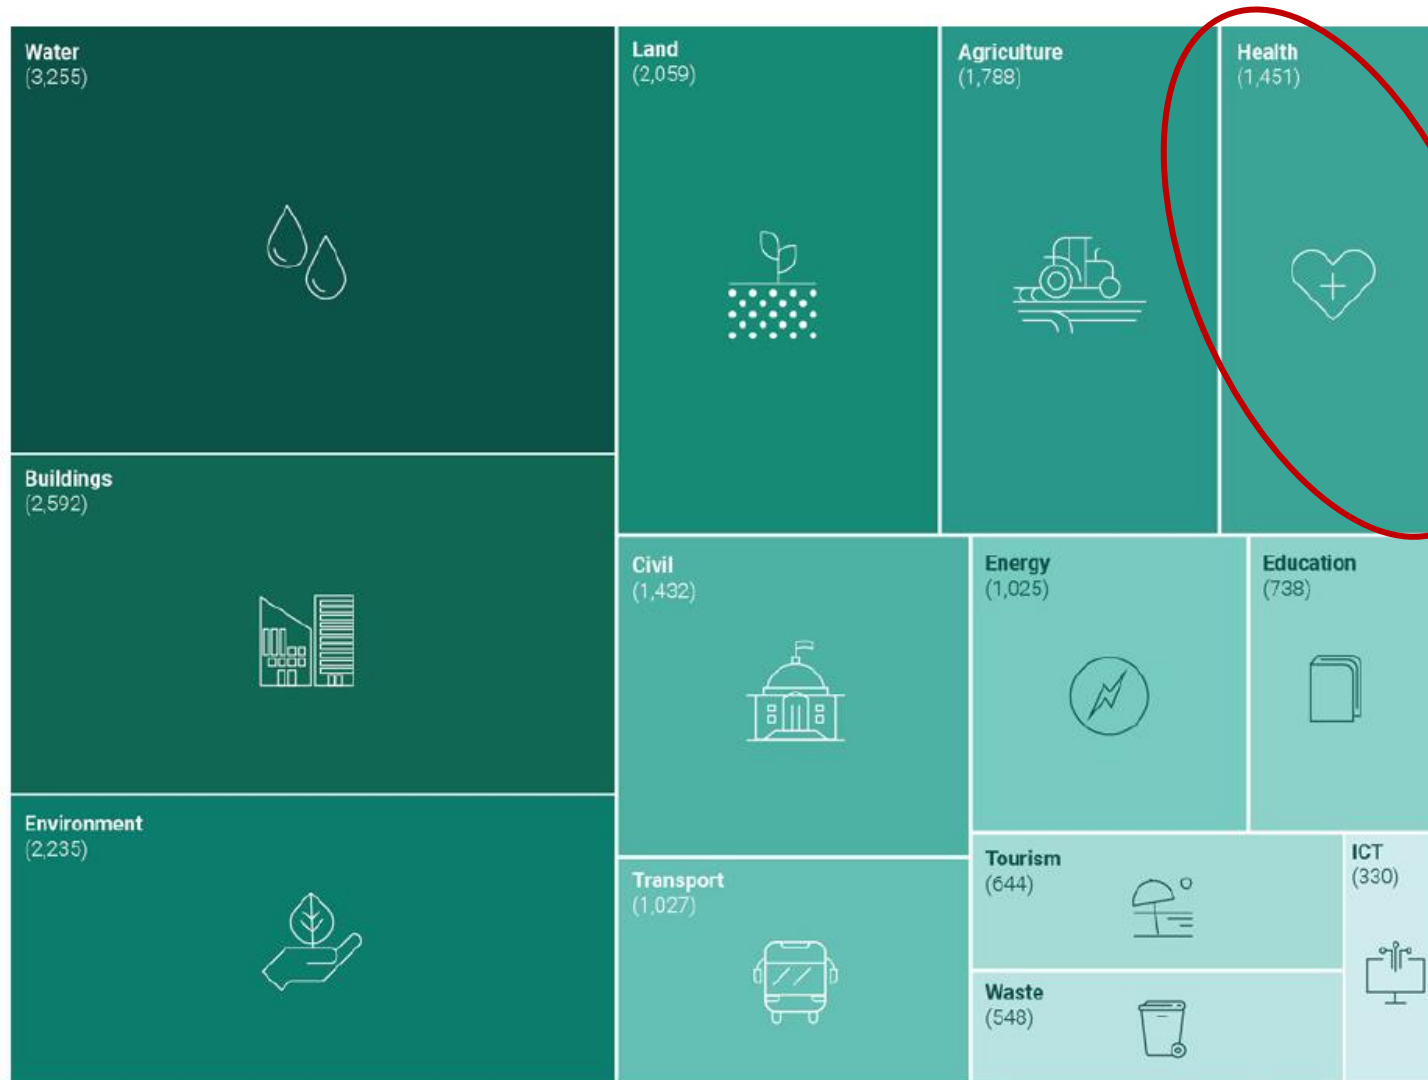 Water
(3,255)
Land
(2,059)
Agriculture
(1,788)
Health
(1,451)
Buildings
(2,592)
Civil
(1,432)
Energy
(1,025)
Education
(738)
Environment
(2,235)
Transport
(1,027)
Tourism
(644)
ICT
(330)
Waste
(548)